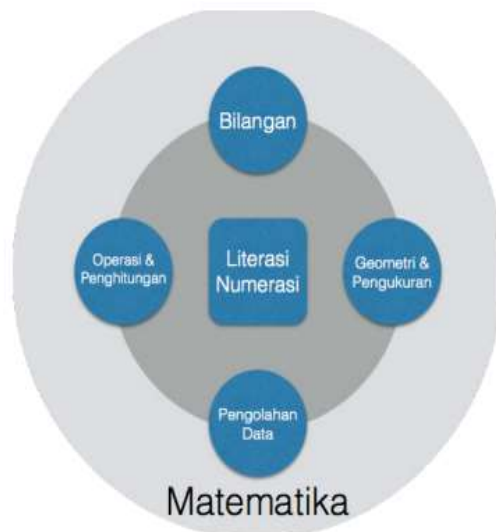 Bilangan
Operasi &
Penghitungan
Literasi
Numerasi
Geometri &
Pengukuran
Pengolahan
Data
Matematika